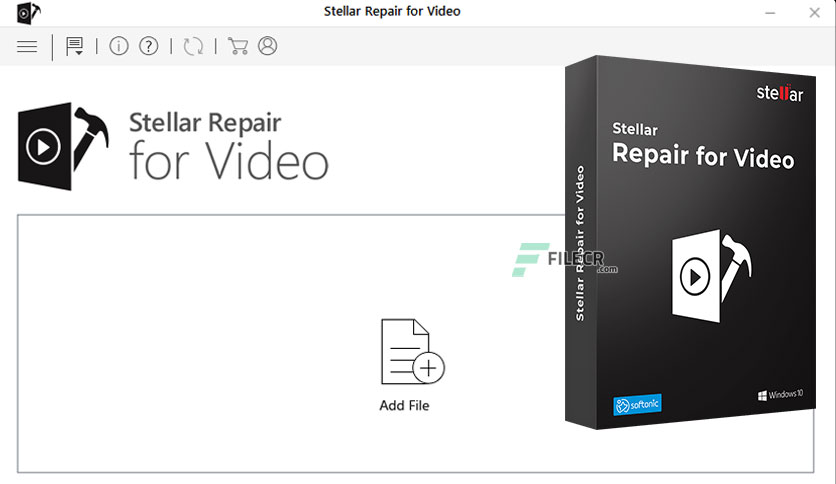 Stellar Repair for Video
Stellar Repair
for Video
Add File
FILECR
.com
stellar
Stellar
Repair for Video
Stellar Repair for Video
softonic
Windows 10